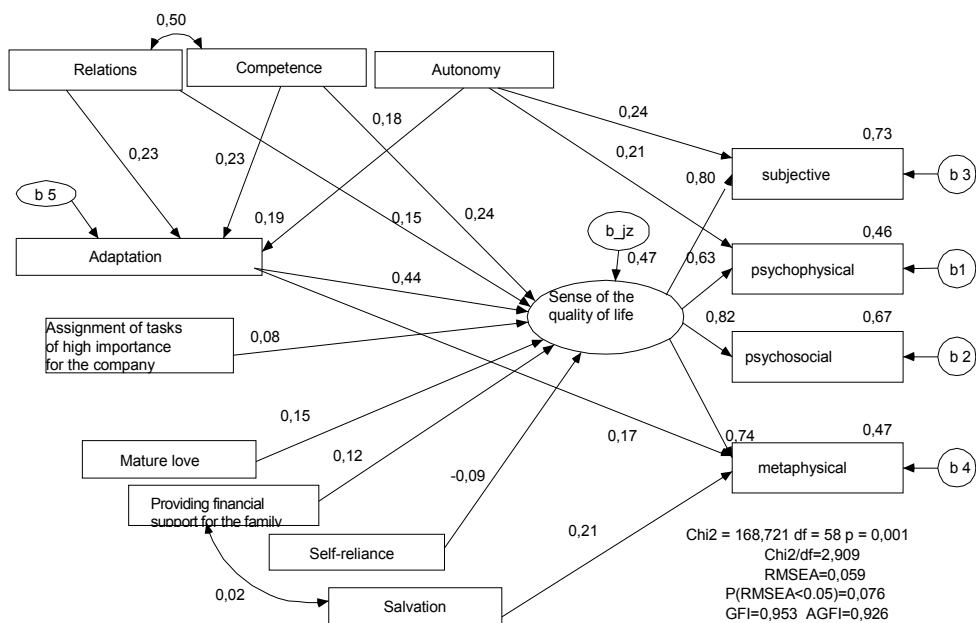 0,50
Relations
Competence
Autonomy
0,18
0,24
0,73
0,23
0,23
0,21
0,80
subjective
b 3
b 5
0,19
0,15
0,24
b_jz
0,46
Adaptation
0,44
0,47
0,63
psychophysical
b1
Sense of the
quality of life
Assignment of tasks
of high importance
for the company
0,08
0,82
0,67
psychosocial
b 2
0,15
0,17
0,74
0,47
Mature love
0,12
metaphysical
b 4
-0,09
Providing financial
support for the family
0,21
Self-reliance
0,02
Salvation
Chi2 = 168,721 df = 58 p = 0,001
Chi2/df=2,909
RMSEA=0,059
P(RMSEA<0.05)=0,076
GFI=0,953 AGFI=0,926